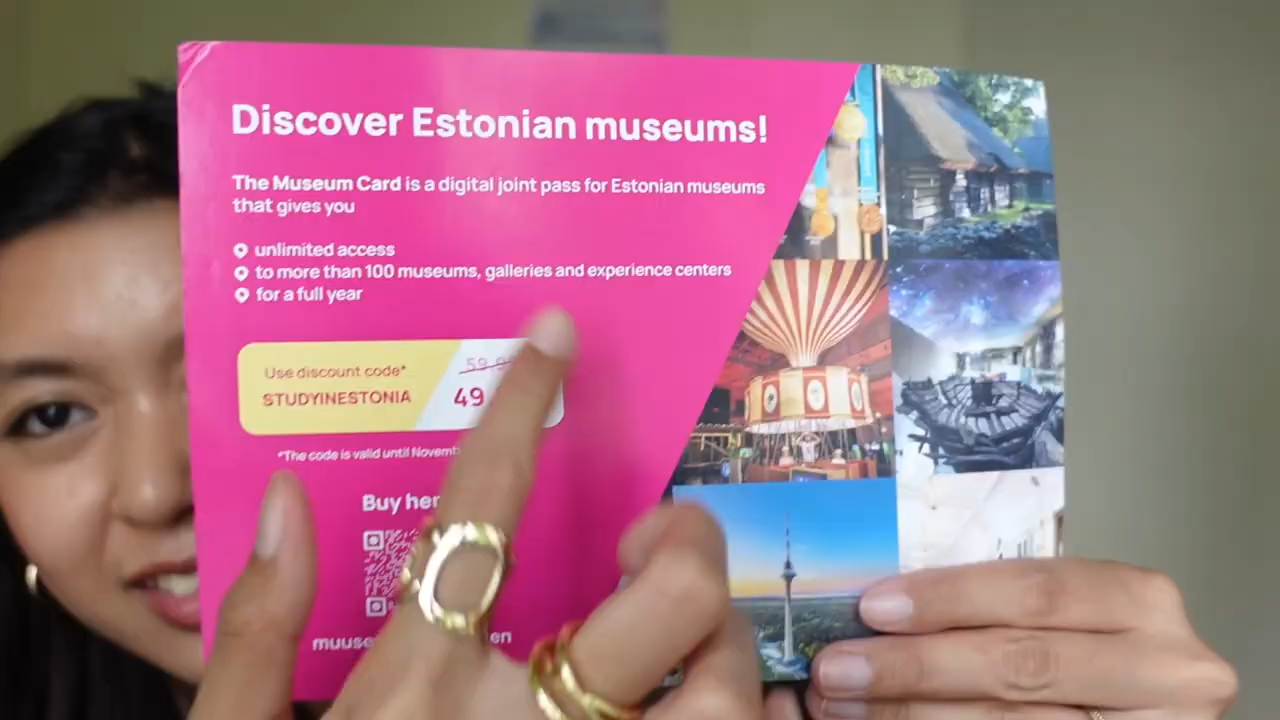 Discover Estonian museums!
The Museum Card is a digital joint pass for Estonian museums
that gives you
unlimited access
to more than 100 museums, galleries and experience centers
for a full year
Use discount code*
STUDYINESTONIA
49
*The code is valid until
Buy
en